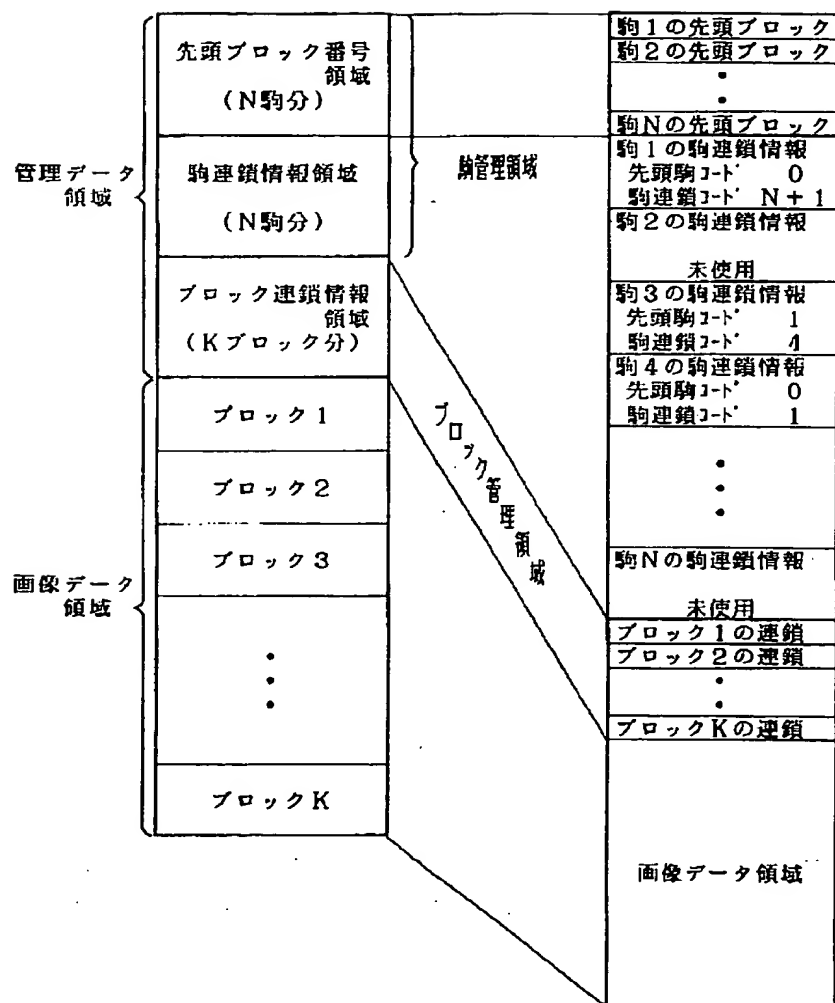 管理データ
領域
画像データ
領域
先頭ブロック番号
領域
(N駒分)
駒連鎖情報領域
(N駒分)
ブロック連鎖情報
領域
(Kブロック分)
ブロック1
ブロック2
ブロック3
ブロックK
駒管理領域
ブロック管理領域
駒1の先頭ブロック
駒2の先頭ブロック
駒Nの先頭ブロック
駒1の駒連鎖情報
先頭駒コード 0
駒連鎖コード N+1
駒2の駒連鎖情報
未使用
駒3の駒連鎖情報
先頭駒コード 1
駒連鎖コード 4
駒4の駒連鎖情報
先頭駒コード 0
駒連鎖コード 1
駒Nの駒連鎖情報
未使用
ブロック1の連鎖
ブロック2の連鎖
ブロックKの連鎖
画像データ領域